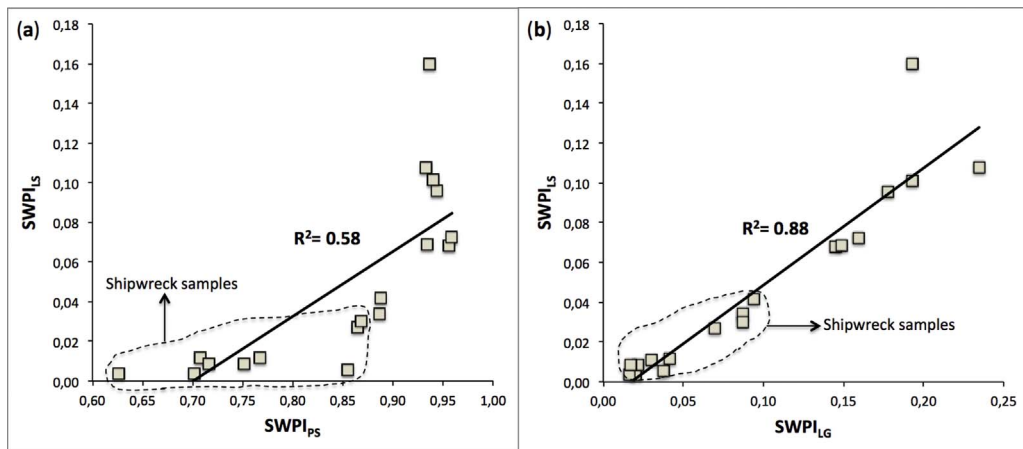 (a)
SWPI_LS
0,18
0,16
0,14
0,12
0,10
0,08
0,06
0,04
0,02
0,00
R²= 0.58
Shipwreck samples
0,60 0,65 0,70 0,75 0,80 0,85 0,90 0,95 1,00
SWPI_PS
(b)
SWPI_LS
0,18
0,16
0,14
0,12
0,10
0,08
0,06
0,04
0,02
0,00
R²= 0.88
Shipwreck samples
0,00 0,05 0,10 0,15 0,20 0,25
SWPI_LG